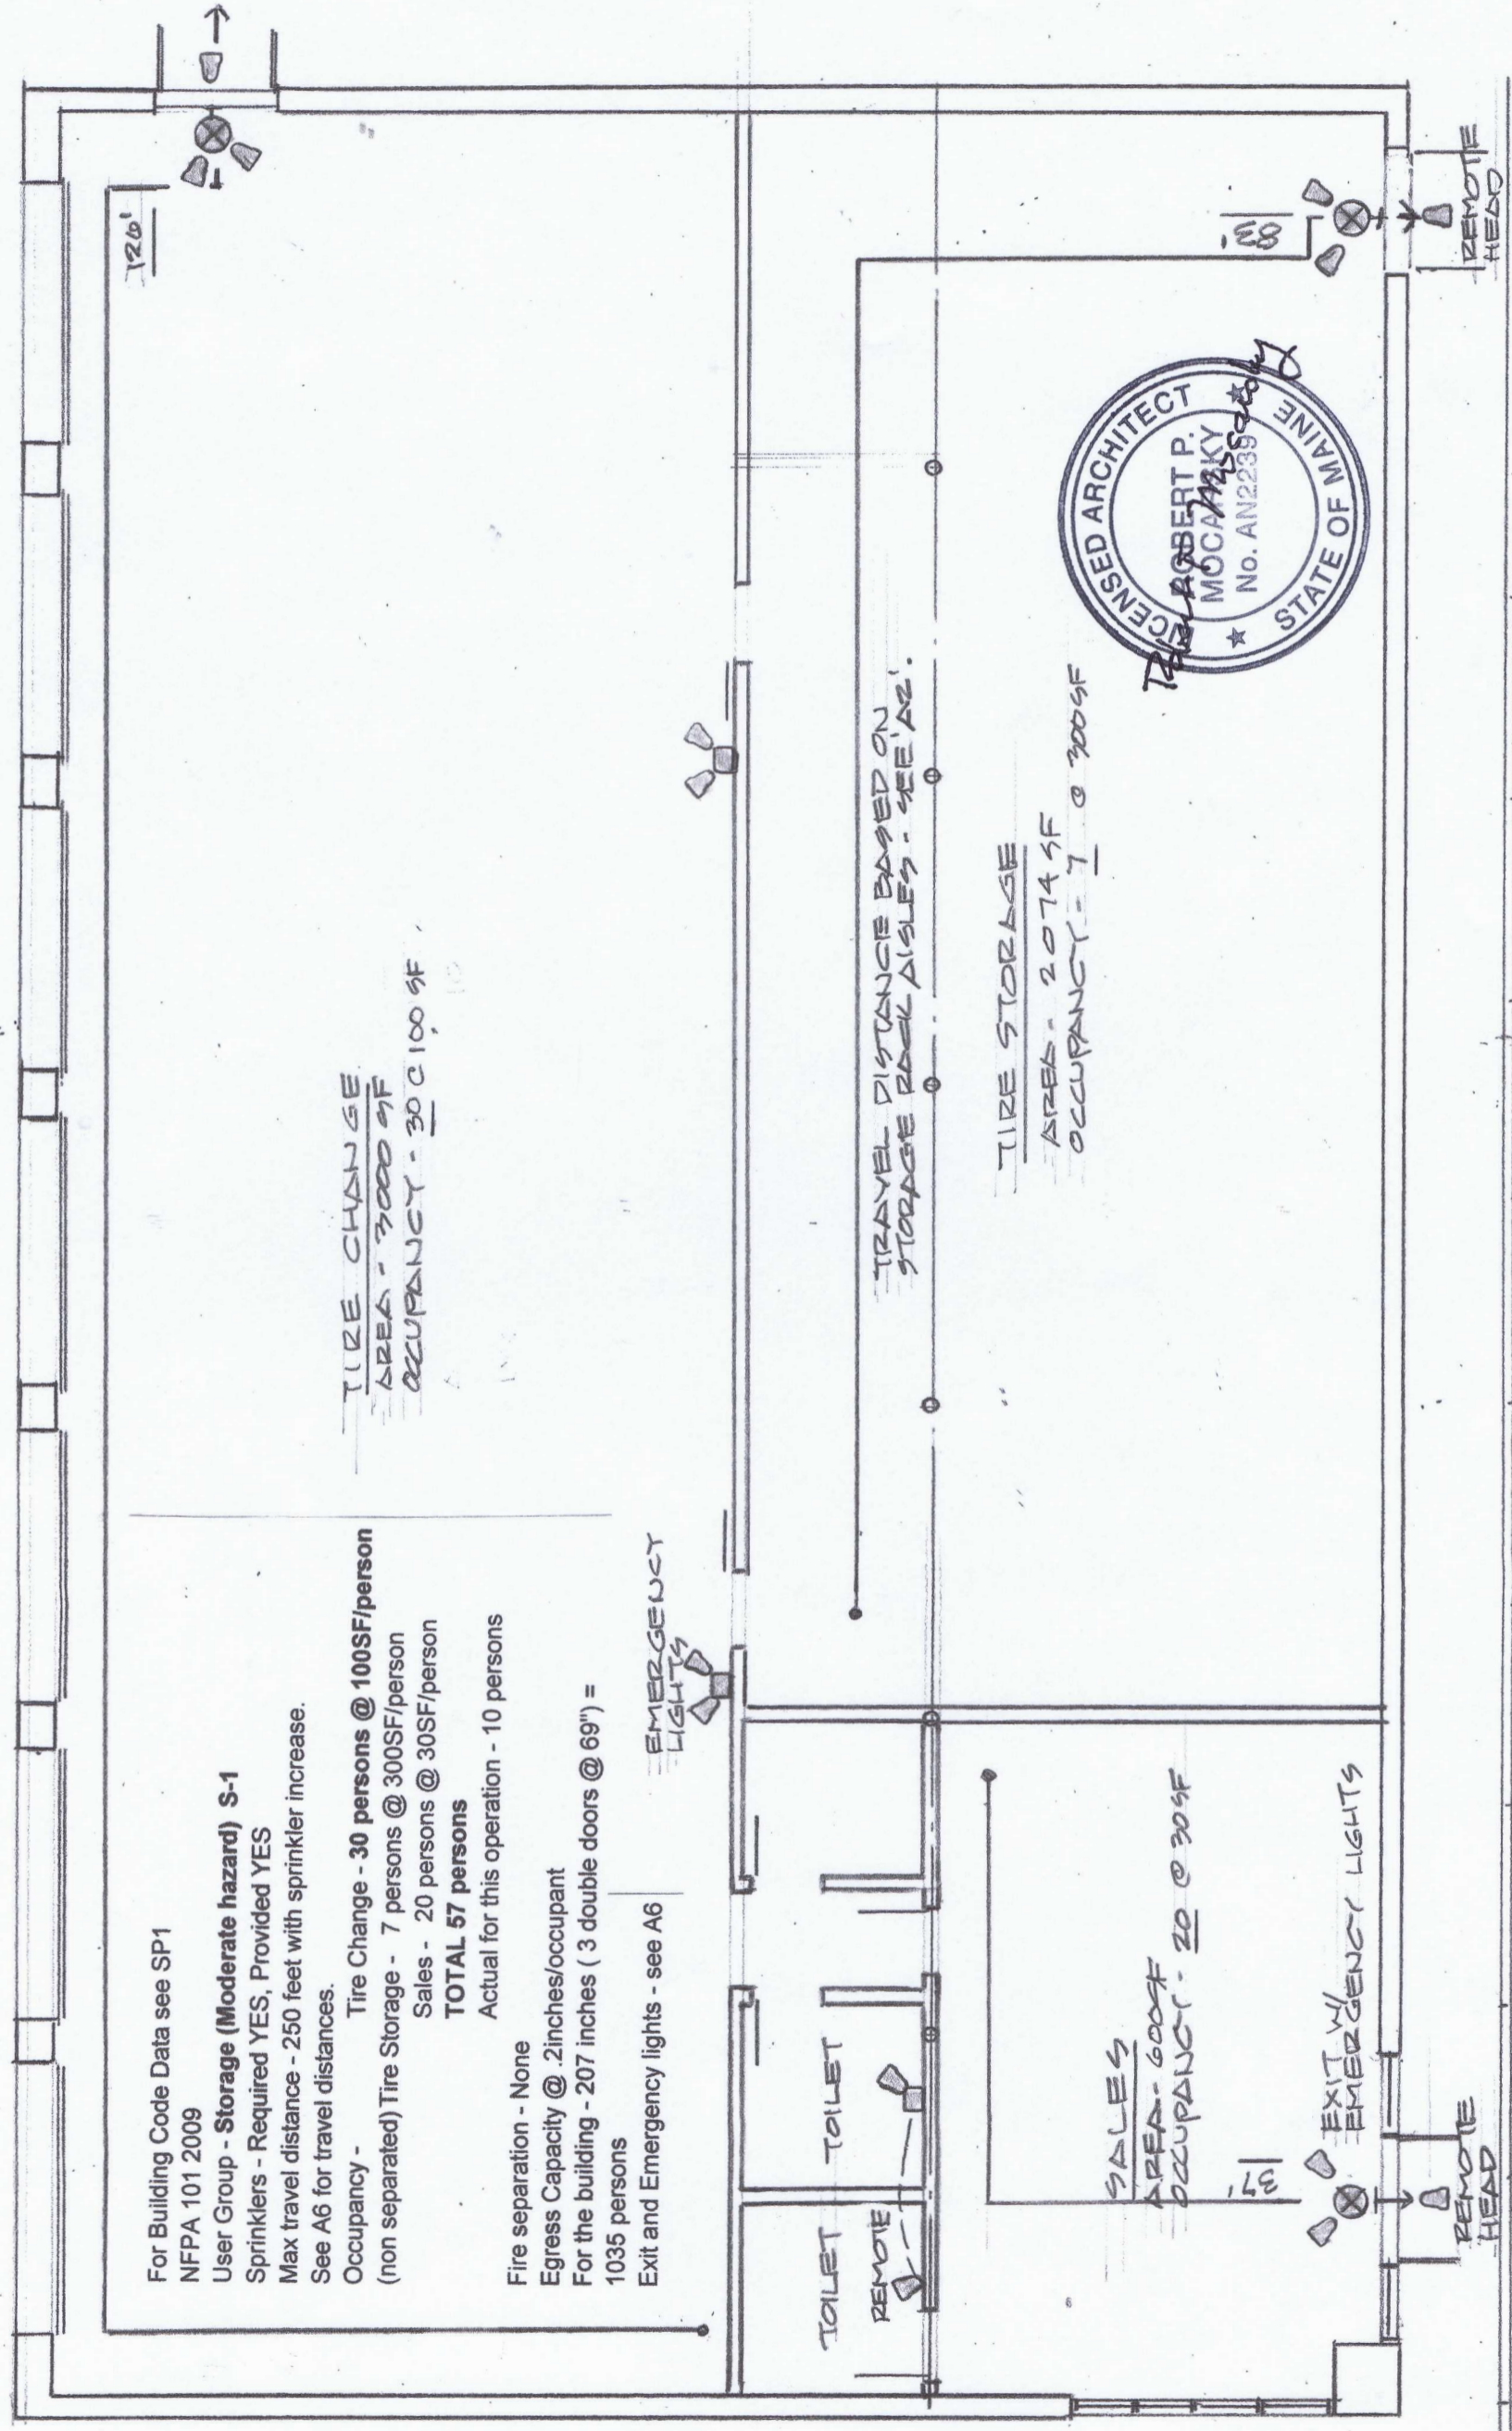 For Building Code Data see SP1
NFPA 101 2009
User Group - Storage (Moderate hazard) S-1
Sprinklers - Required YES, Provided YES
Max travel distance - 250 feet with sprinkler increase.
See A6 for travel distances.
Occupancy - Tire Change - 30 persons @ 100SF/person
(non separated) Tire Storage - 7 persons @ 300SF/person
Sales - 20 persons @ 30SF/person
TOTAL 57 persons
Actual for this operation - 10 persons
Fire separation - None
Egress Capacity @ .2inches/occupant
For the building - 207 inches ( 3 double doors @ 69") =
1035 persons
Exit and Emergency lights - see A6
TIRE CHANGE
AREA - 3000 SF
OCCUPANCY - 30 @ 100 SF
126'
EMERGENCY
LIGHTS
TOILET
TOILET
REMOTE
TRAVEL DISTANCE BASED ON
STORAGE RACK AISLES - SEE 'A2'.
TIRE STORAGE
AREA - 2074 SF
OCCUPANCY - 7 @ 300 SF
83'
REMOTE
HEAD
SALES
AREA - 600 SF
OCCUPANCY - 20 @ 30 SF
37'
EXIT W/
EMERGENCY LIGHTS
REMOTE
HEAD
LICENSED ARCHITECT
ROBERT P.
MOCARSKY
No. AN2239
STATE OF MAINE